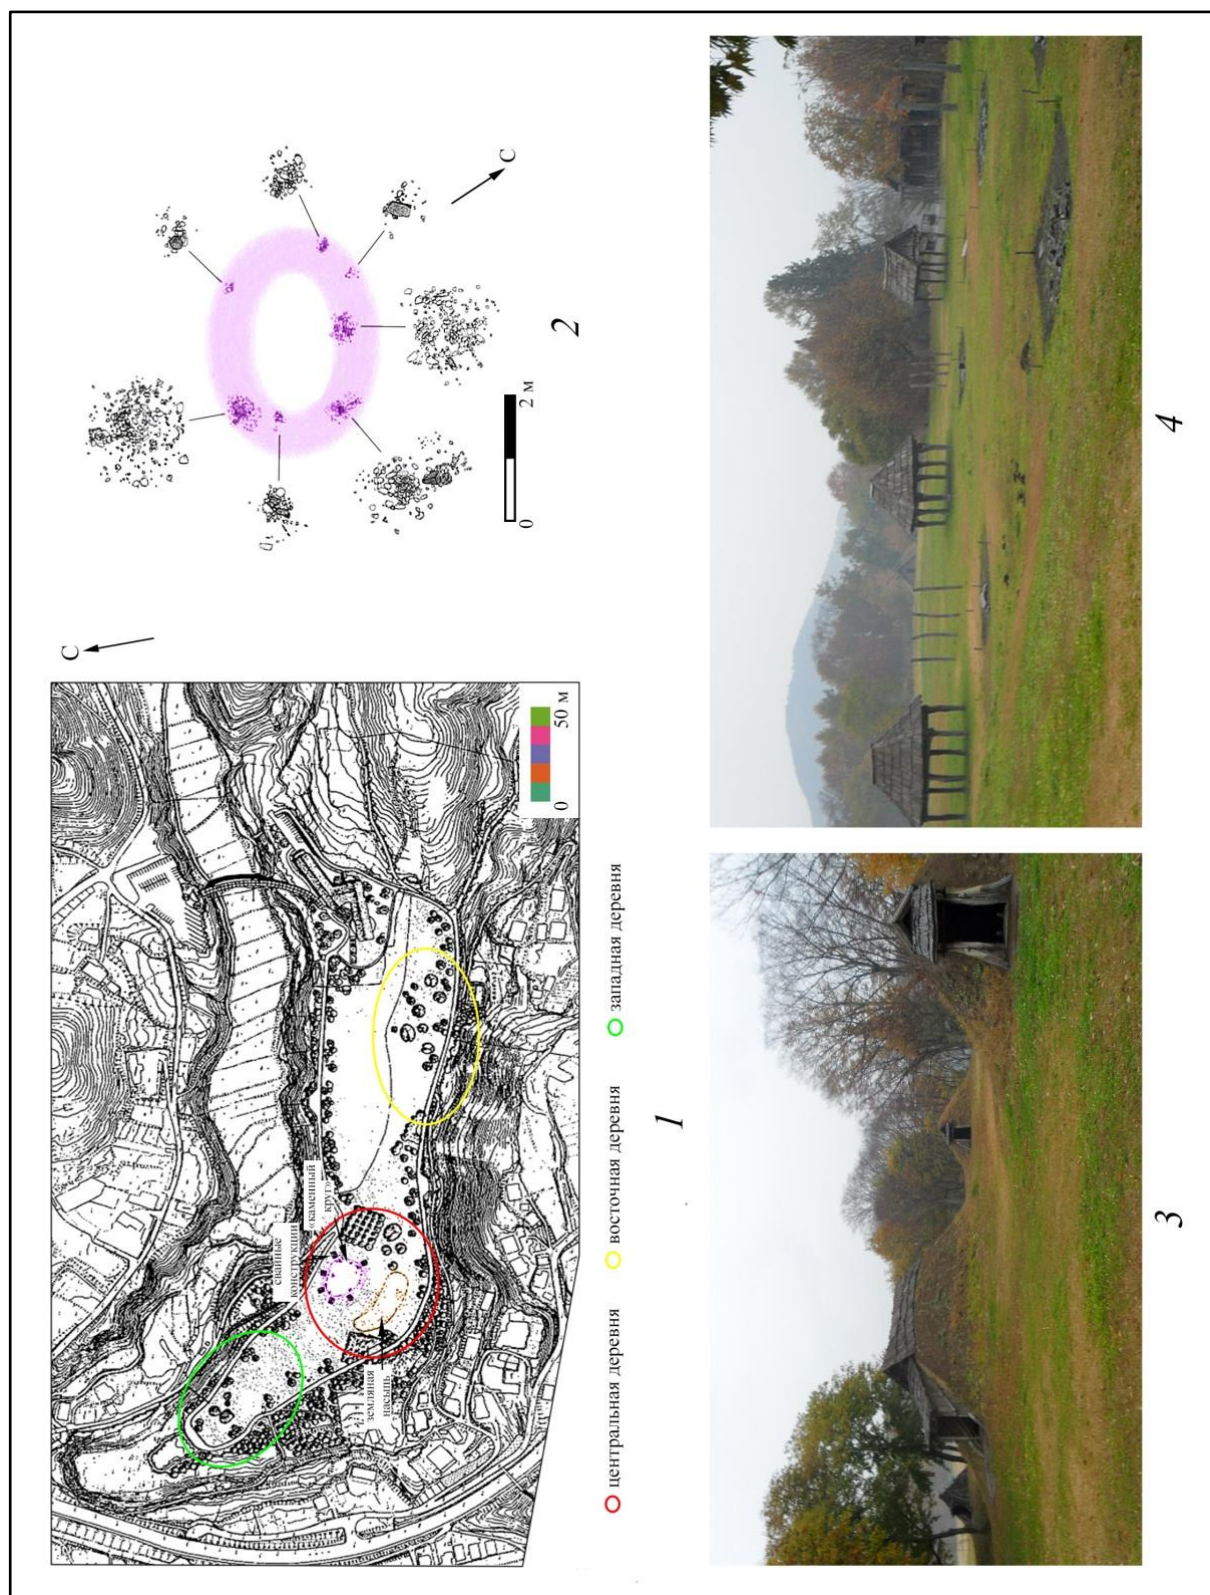 С
свайные
конструкции
«каменный
круг»
земляная
насыпь
0 50 м
центральная деревня
восточная деревня
западная деревня
1
С
0 2 м
2
3
4